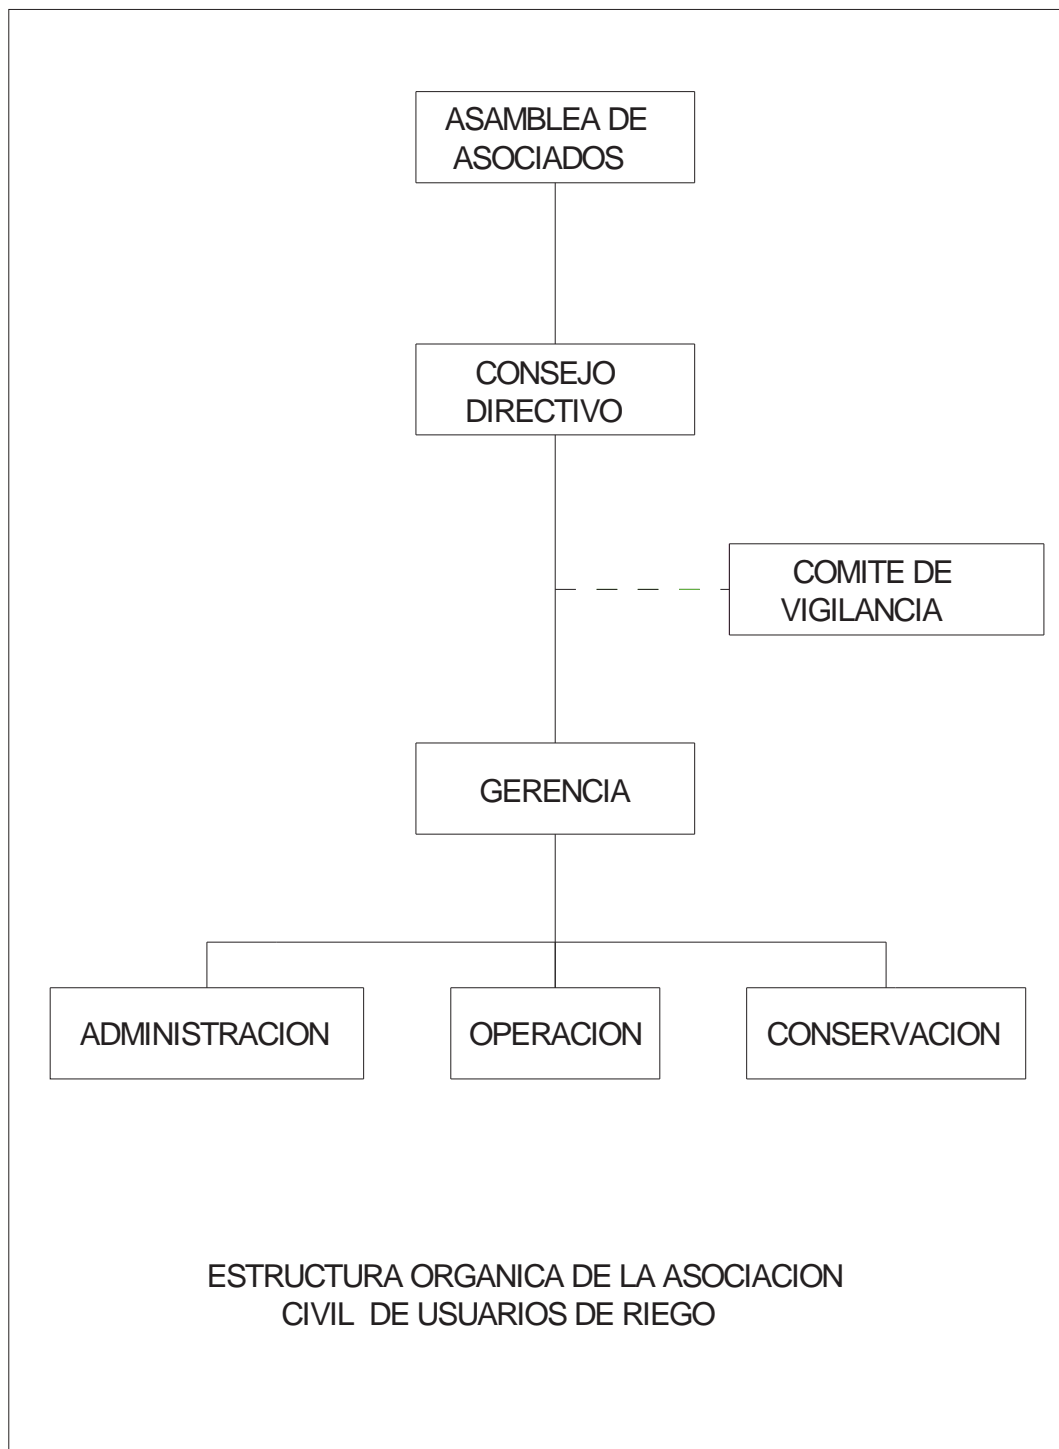 ASAMBLEA DE
ASOCIADOS
CONSEJO
DIRECTIVO
COMITE DE
VIGILANCIA
GERENCIA
ADMINISTRACION
OPERACION
CONSERVACION
ESTRUCTURA ORGANICA DE LA ASOCIACION
CIVIL DE USUARIOS DE RIEGO